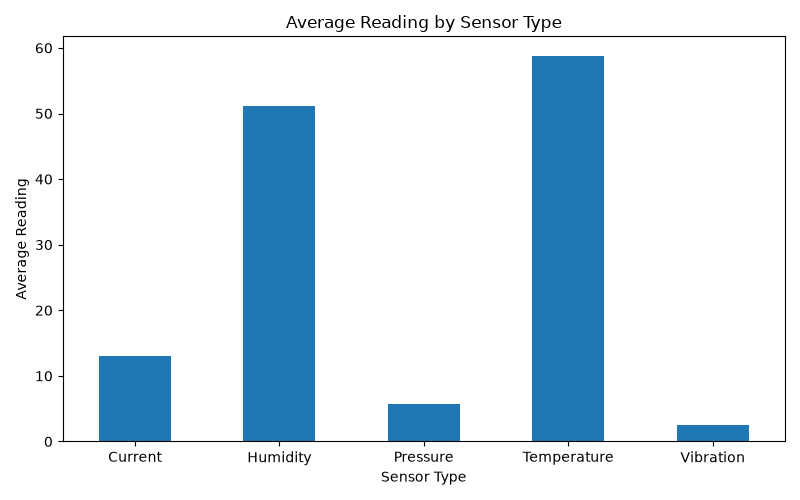 Average Reading by Sensor Type
Average Reading
60
50
40
30
20
10
0
Current Humidity Pressure Temperature Vibration
Sensor Type